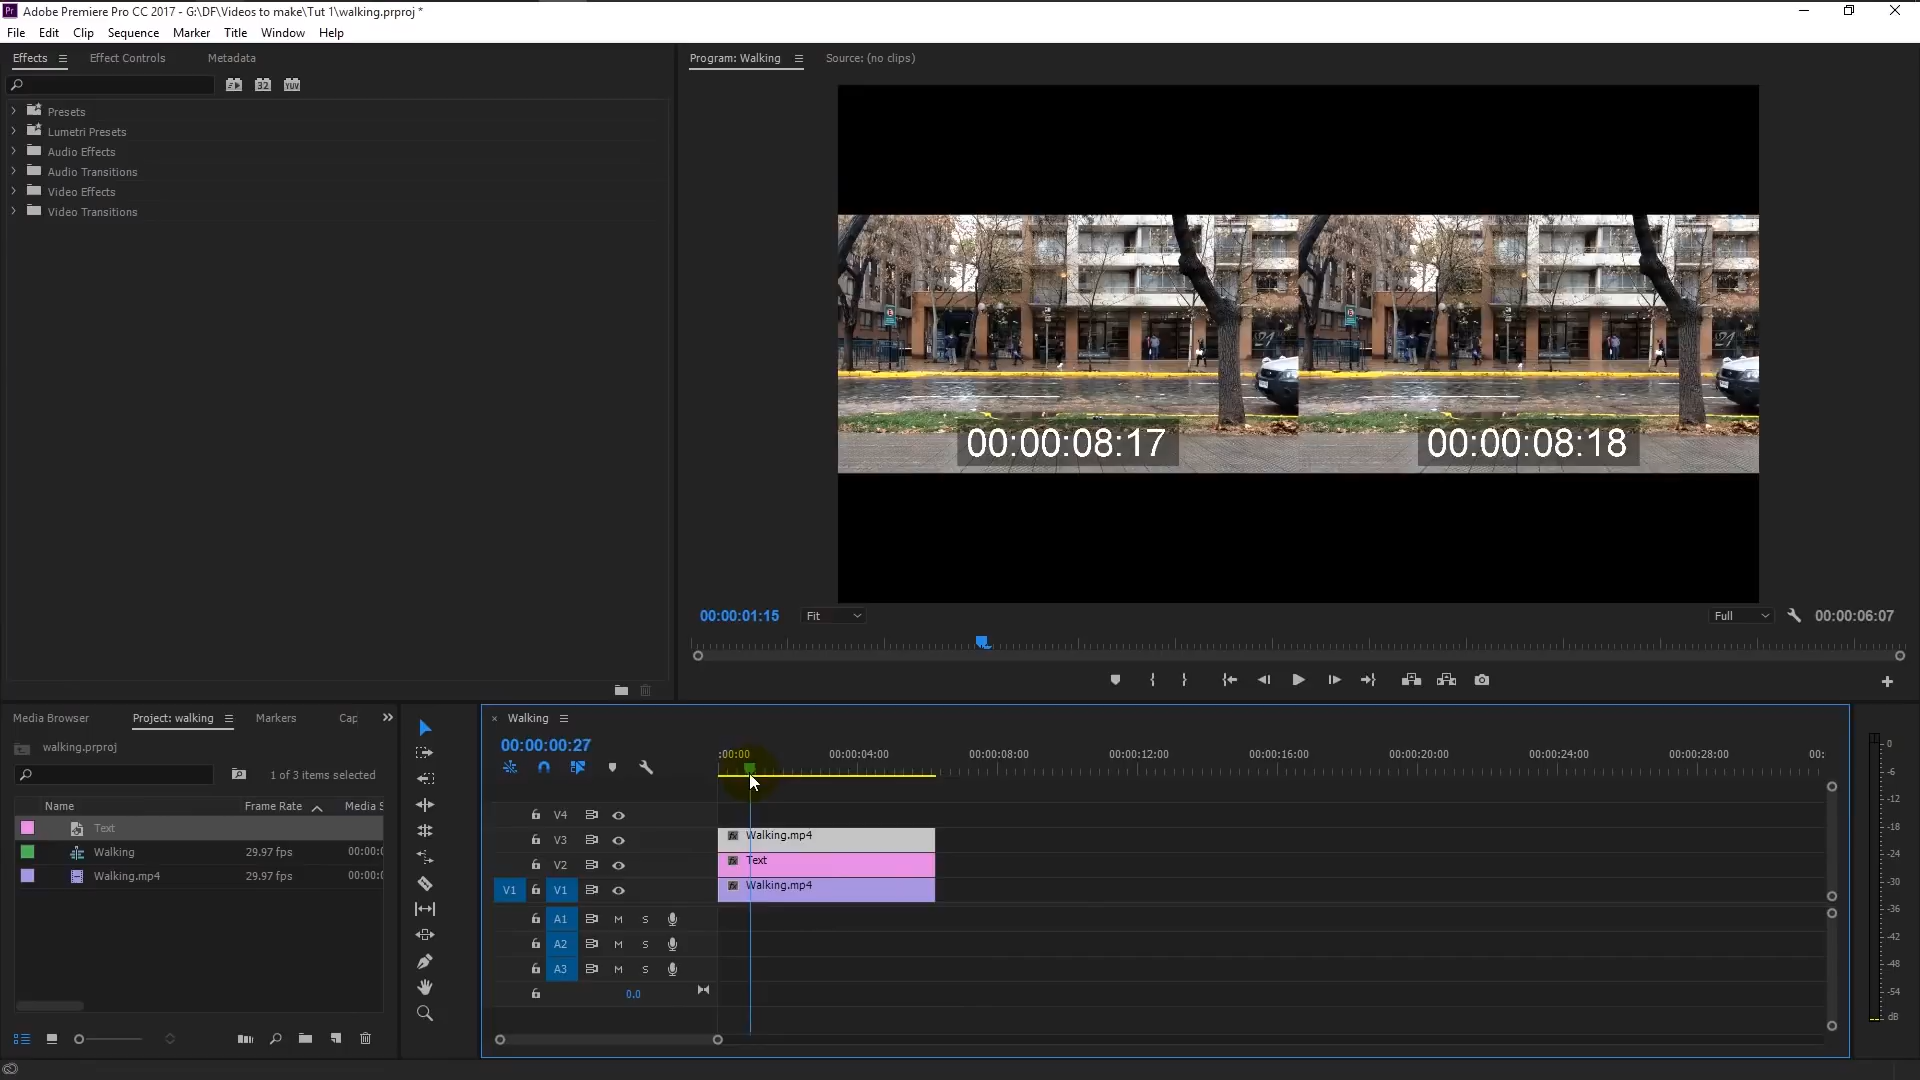 Pr Adobe Premiere Pro CC 2017 - G:\DF\Videos to make\Tut 1\walking.prproj *
File Edit Clip Sequence Marker Title Window Help
Effects Effect Controls Metadata
Program: Walking Source: (no clips)
32 YUV
Presets
Lumetri Presets
Audio Effects
Audio Transitions
Video Effects
Video Transitions
00:00:08:17 00:00:08:18
00:00:01:15 Fit Full 00:00:06:07
Media Browser Project: walking Markers Cap
walking.prproj
1 of 3 items selected
Name Frame Rate Media S
Text
Walking 29.97 fps 00:00:0
Walking.mp4 29.97 fps 00:00:0
× Walking
00:00:00:27
:00:00 00:00:04:00 00:00:08:00 00:00:12:00 00:00:16:00 00:00:20:00 00:00:24:00 00:00:28:00 00:
V4
V3 fx Walking.mp4
V2 fx Text
V1 V1 fx Walking.mp4
A1 M S
A2 M S
A3 M S
0.0
0
-6
-12
-18
-24
-30
-36
-42
-48
-54
dB